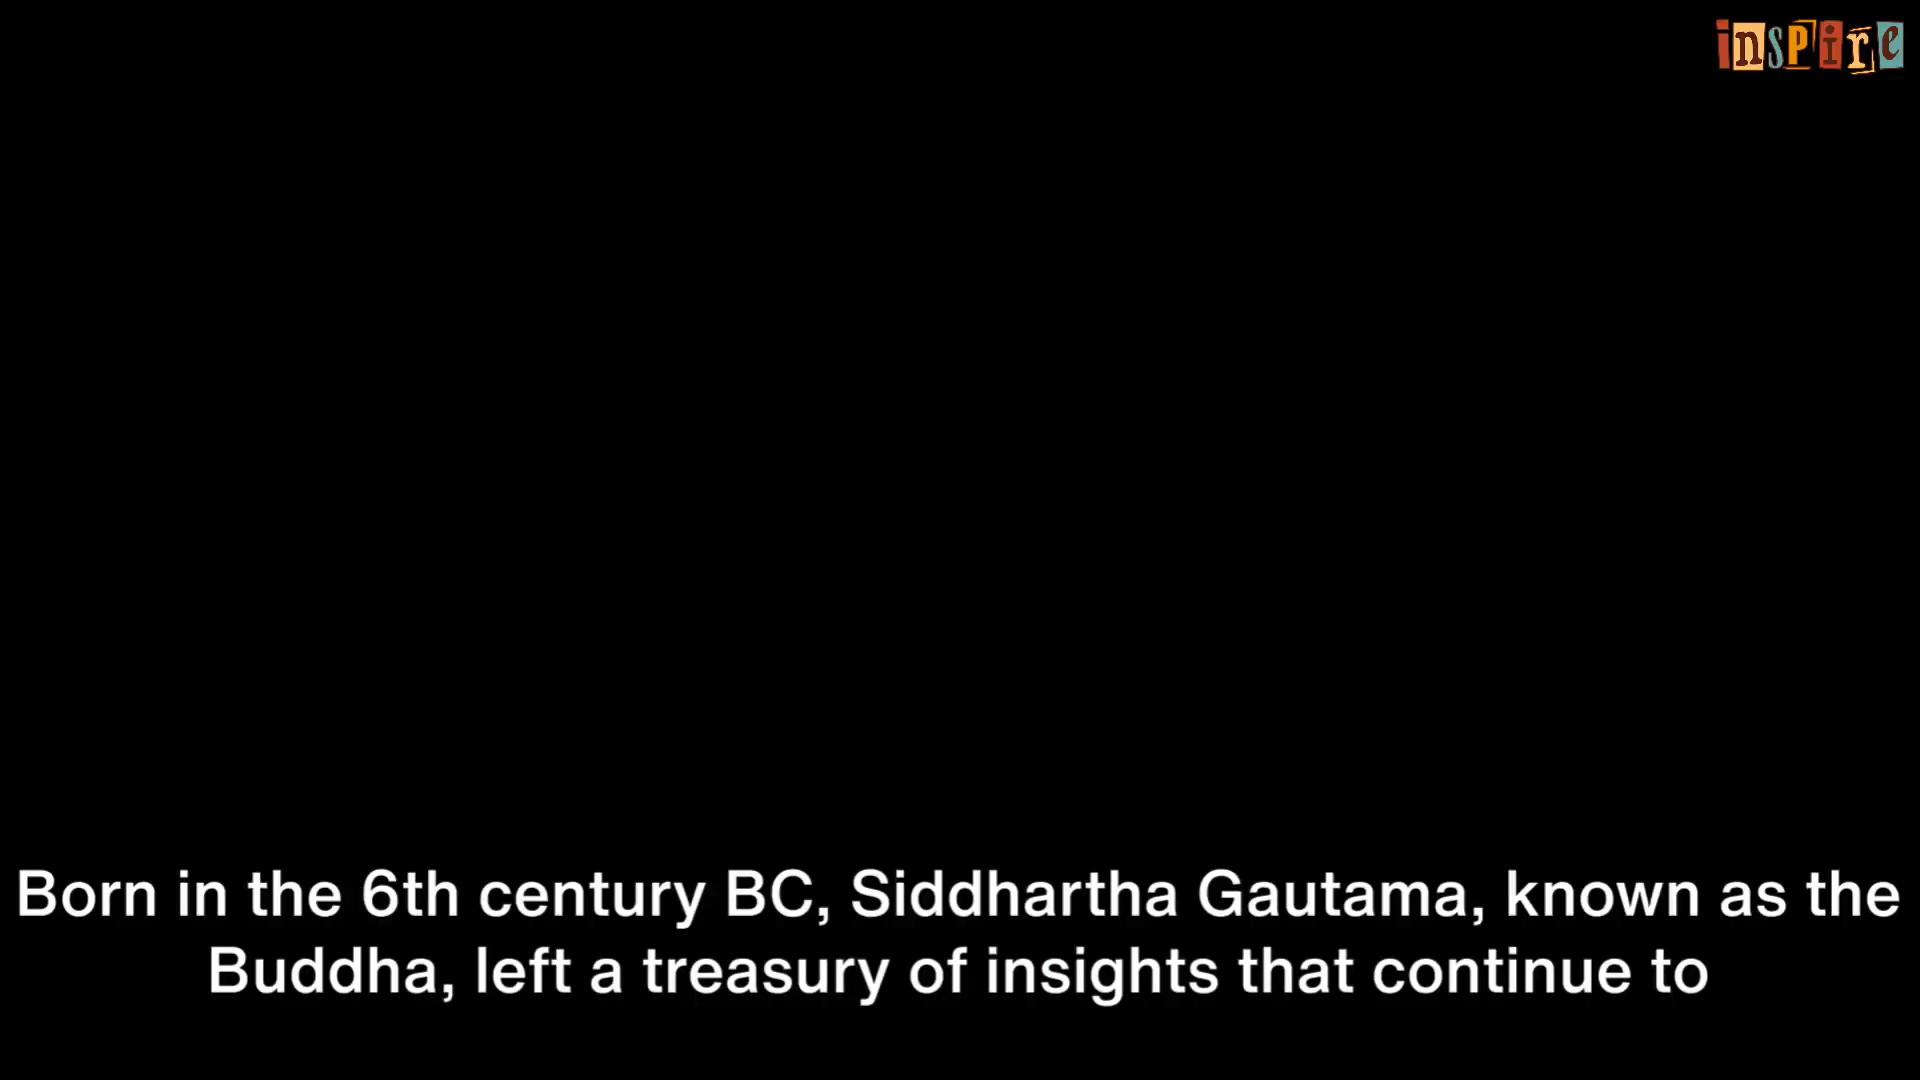 inspire
Born in the 6th century BC, Siddhartha Gautama, known as the
Buddha, left a treasury of insights that continue to